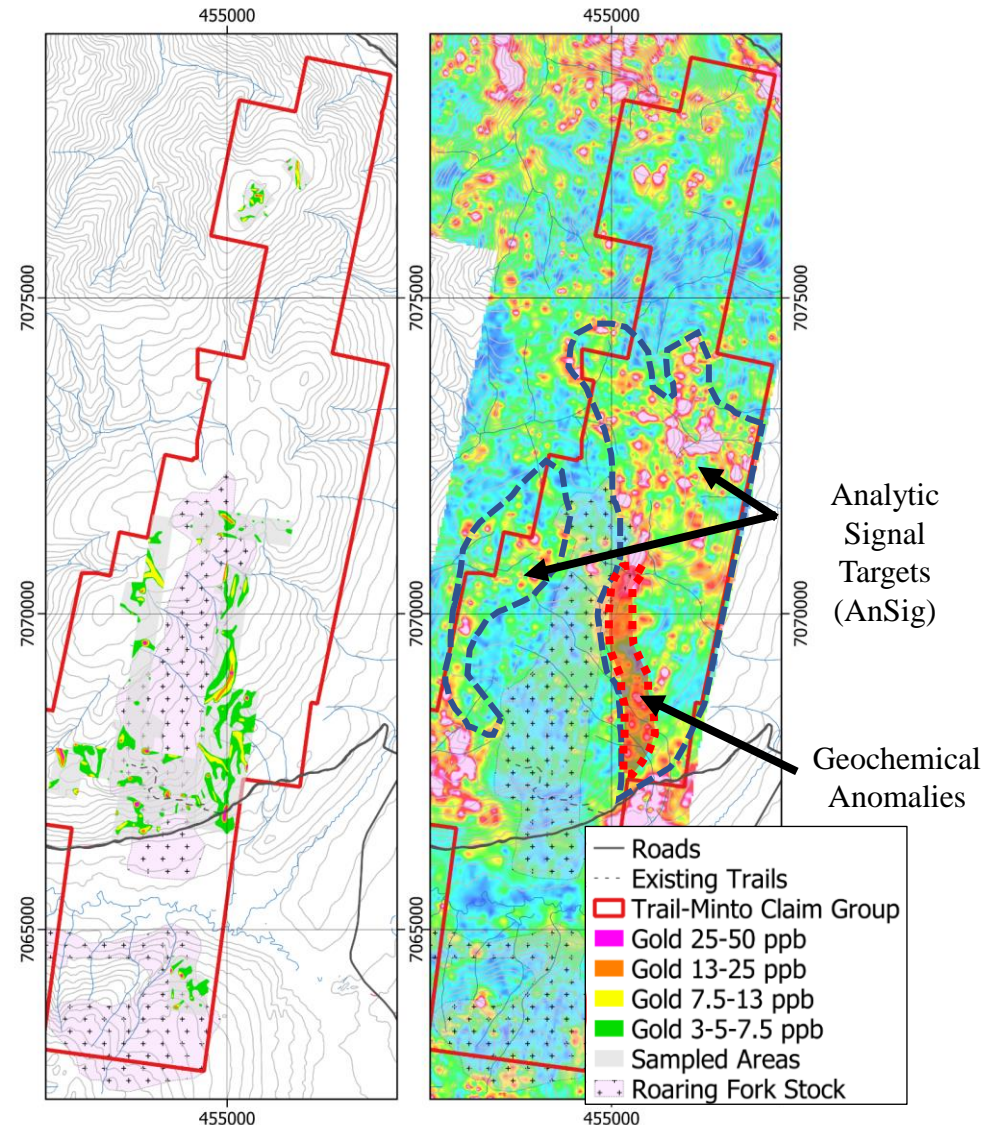 455000
455000
7075000
7075000
7075000
7070000
7070000
7070000
7065000
7065000
Analytic
Signal
Targets
(AnSig)
Geochemical
Anomalies
Roads
Existing Trails
Trail-Minto Claim Group
Gold 25-50 ppb
Gold 13-25 ppb
Gold 7.5-13 ppb
Gold 3-5-7.5 ppb
Sampled Areas
Roaring Fork Stock
455000
455000